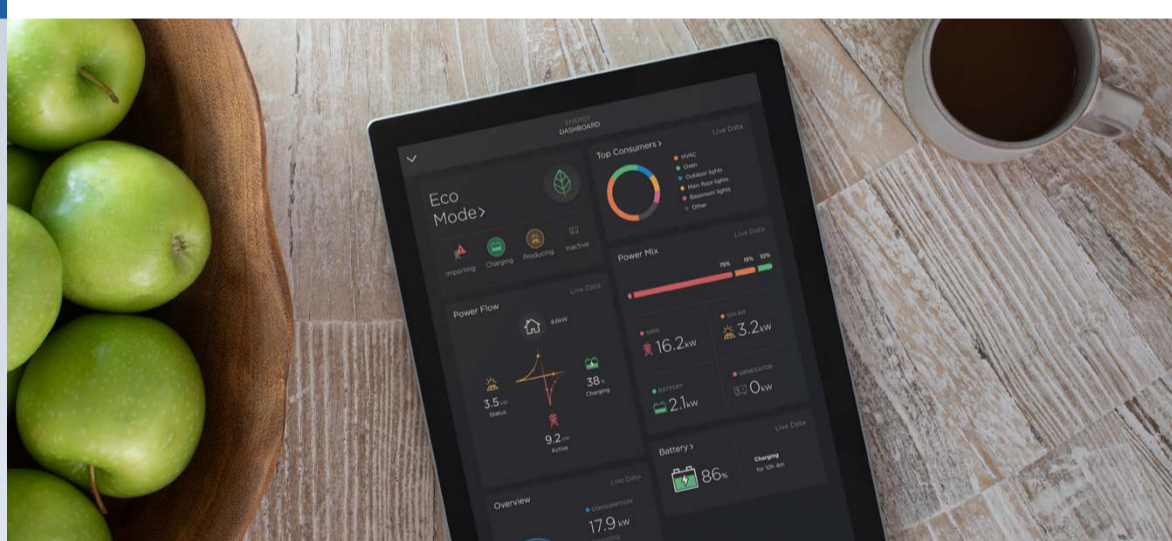 ENERGY
DASHBOARD
Eco
Mode>
Importing
Charging
Producing
Inactive
Power Flow
Live Data
3.5 kW
Status
38%
Charging
9.2 kW
Active
Overview
Live Data
CONSUMPTION
17.9 kW
Top Consumers >
Live Data
HVAC
Oven
Outdoor lights
Main floor lights
Basement lights
Other
Power Mix
Live Data
75% 15% 10%
GRID
16.2kW
SOLAR
3.2kW
BATTERY
2.1kW
GENERATOR
0kW
Battery >
Live Data
86%
Charging
for 10h 4m